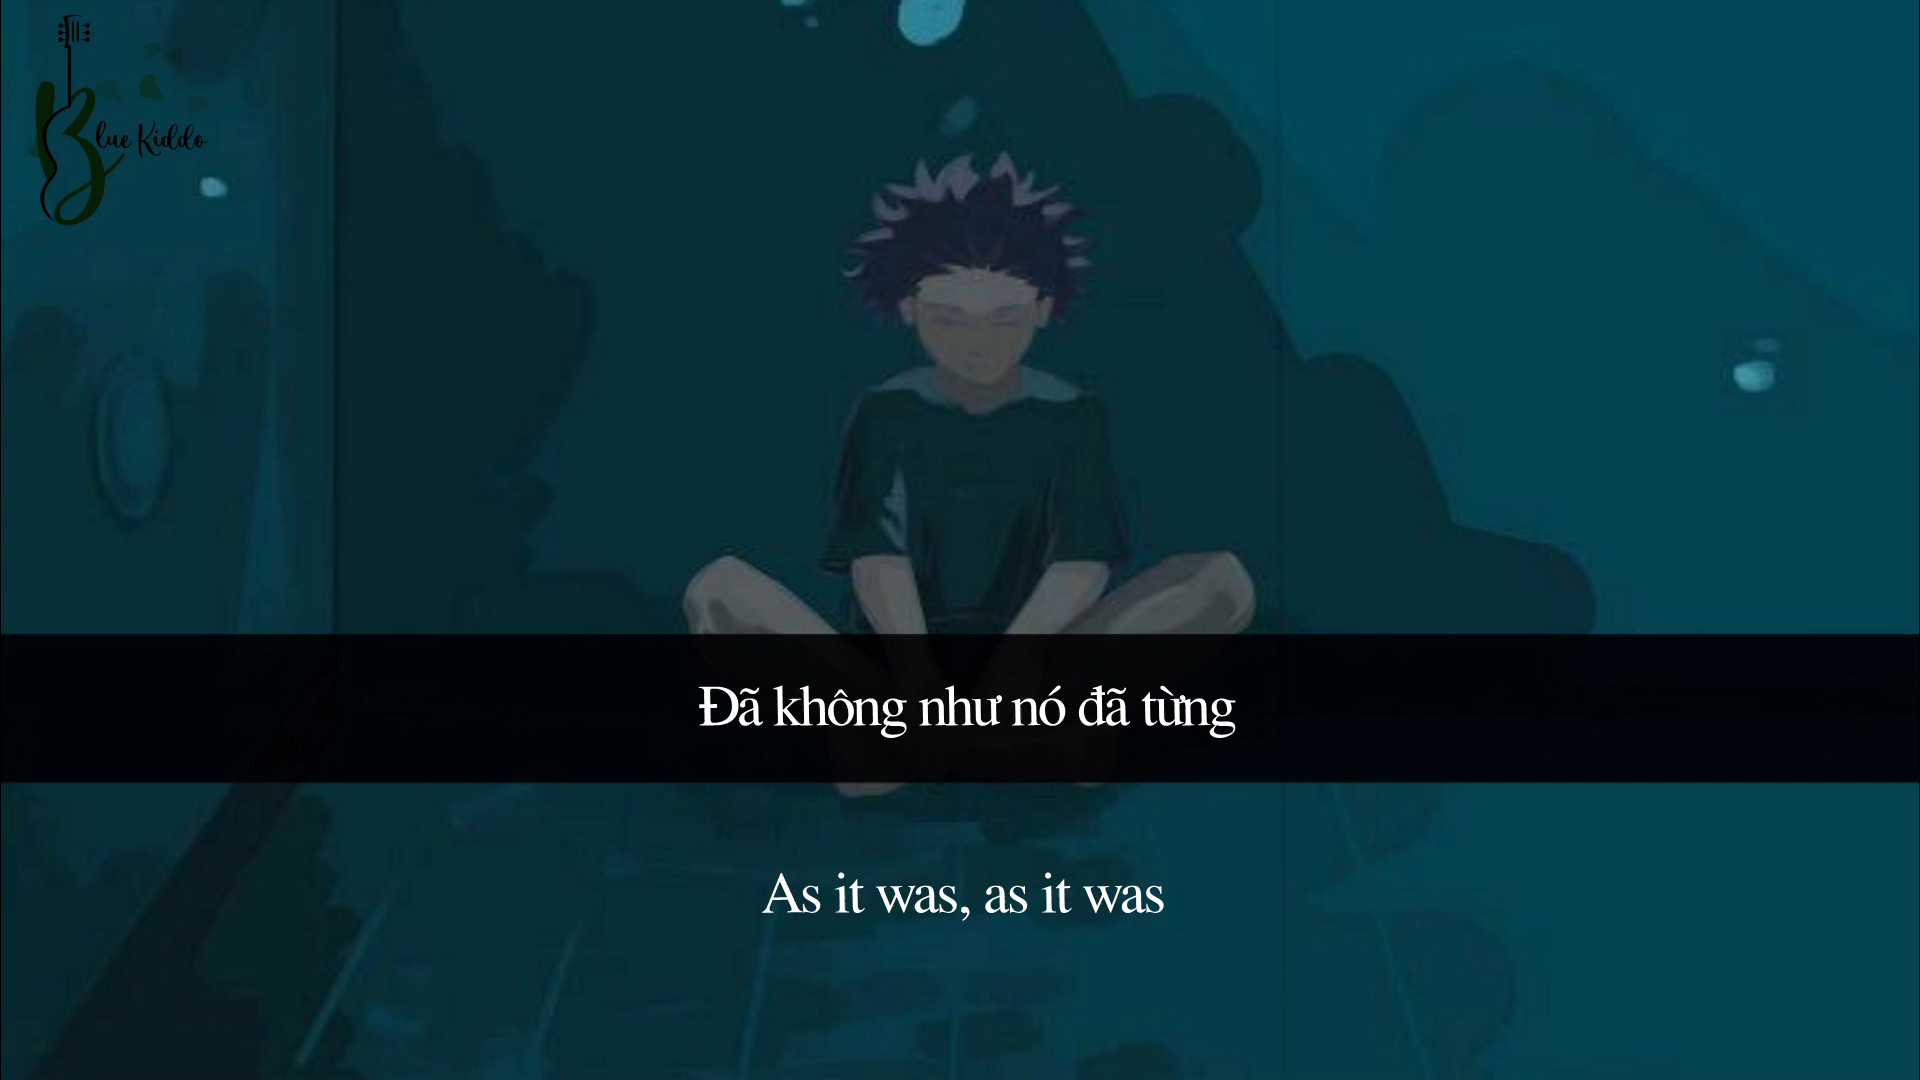 Blue Kiddo
Đã không như nó đã từng
As it was, as it was